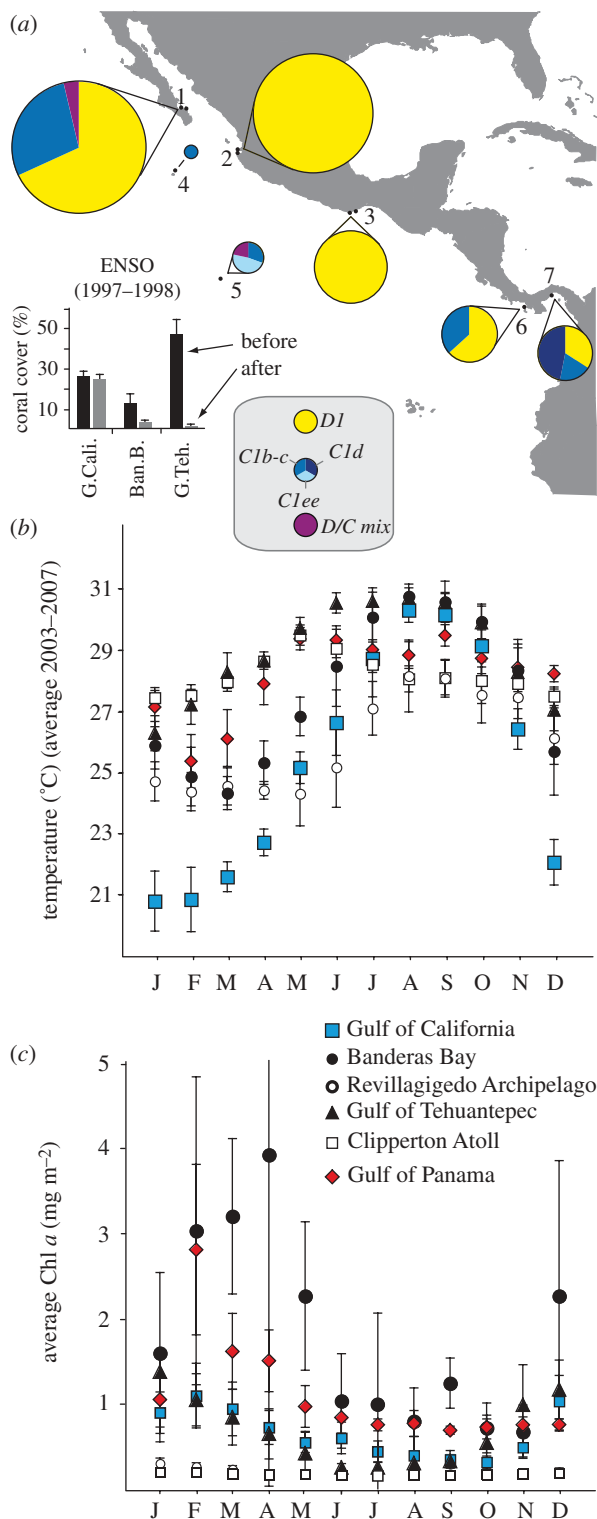 (a)
1
2
4
3
5
7
6
ENSO
(1997–1998)
coral cover (%)
50
30
10
before
after
G.Cali.
Ban.B.
G.Teh.
D1
C1b-c
C1d
C1ee
D/C mix
(b)
temperature (˚C) (average 2003–2007)
31
29
27
25
23
21
J F M A M J J A S O N D
Gulf of California
Banderas Bay
Revillagigedo Archipelago
Gulf of Tehuantepec
Clipperton Atoll
Gulf of Panama
(c)
average Chl a (mg m–2)
5
4
3
2
1
J F M A M J J A S O N D